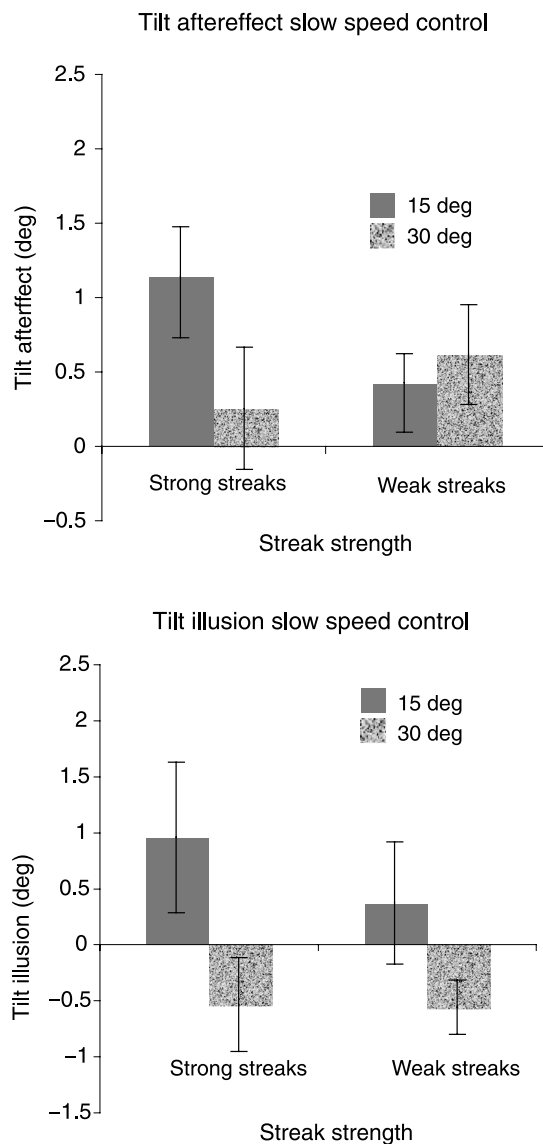 Tilt aftereffect slow speed control
2.5
2
1.5
1
0.5
0
−0.5
Tilt afterffect (deg)
15 deg
30 deg
Strong streaks
Weak streaks
Streak strength
Tilt illusion slow speed control
2.5
2
1.5
1
0.5
0
−0.5
−1
−1.5
Tilt illusion (deg)
15 deg
30 deg
Strong streaks
Weak streaks
Streak strength